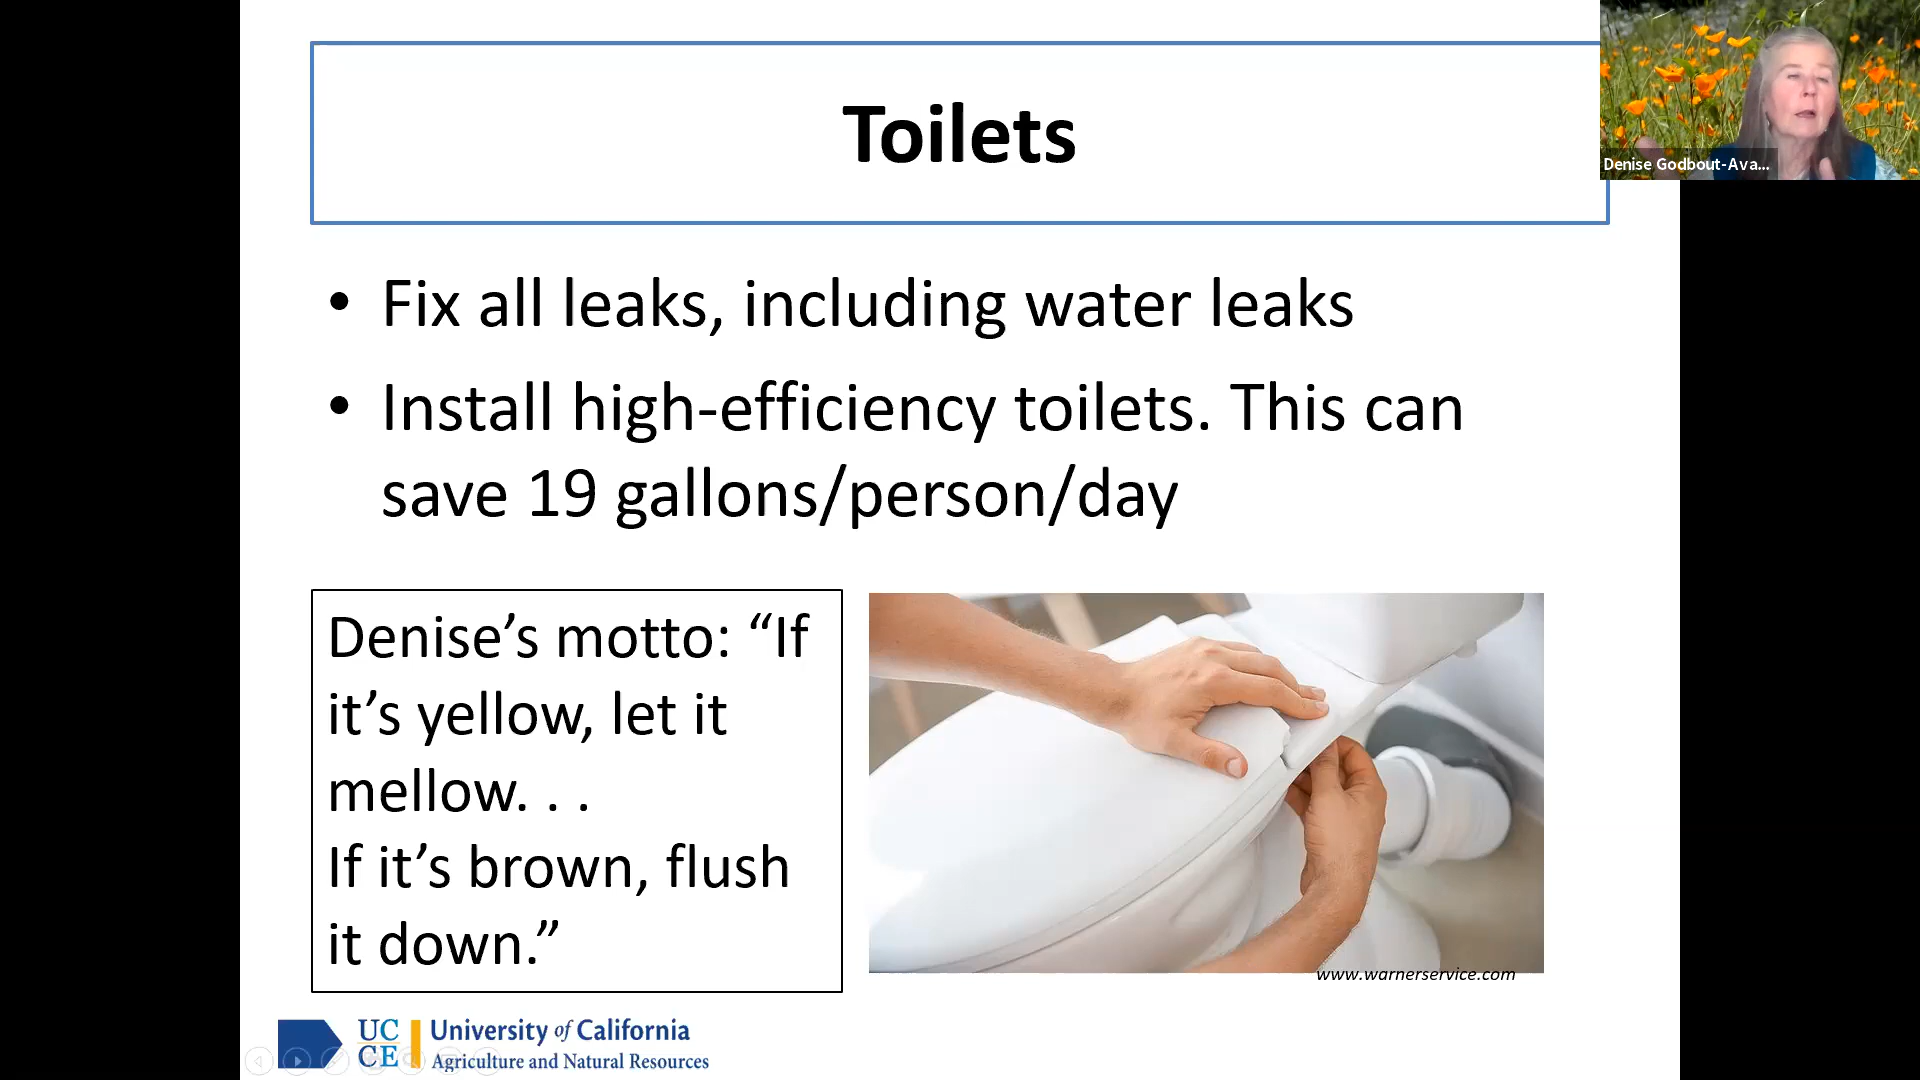 Toilets
Denise Godbout-Ava...
• Fix all leaks, including water leaks
• Install high-efficiency toilets. This can
save 19 gallons/person/day
Denise’s motto: “If
it’s yellow, let it
mellow. . .
If it’s brown, flush
it down.”
www.warnerservice.com
UC
CE
University of California
Agriculture and Natural Resources